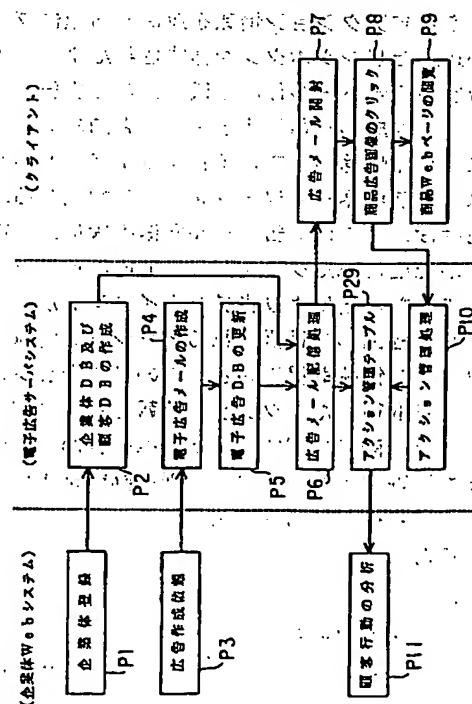 (企業体Webシステム)
(電子広告サーバシステム)
(クライアント)
企業体登録
P1
企業体DB及び
顧客DBの作成
P2
広告作成依頼
P3
電子広告メールの作成
P4
電子広告DBの更新
P5
広告メール配信処理
P6
広告メール開封
P7
アクション管理テーブル
P29
商品広告画像のクリック
P8
顧客行動の分析
P11
アクション管理処理
P10
商品Webページの閲覧
P9